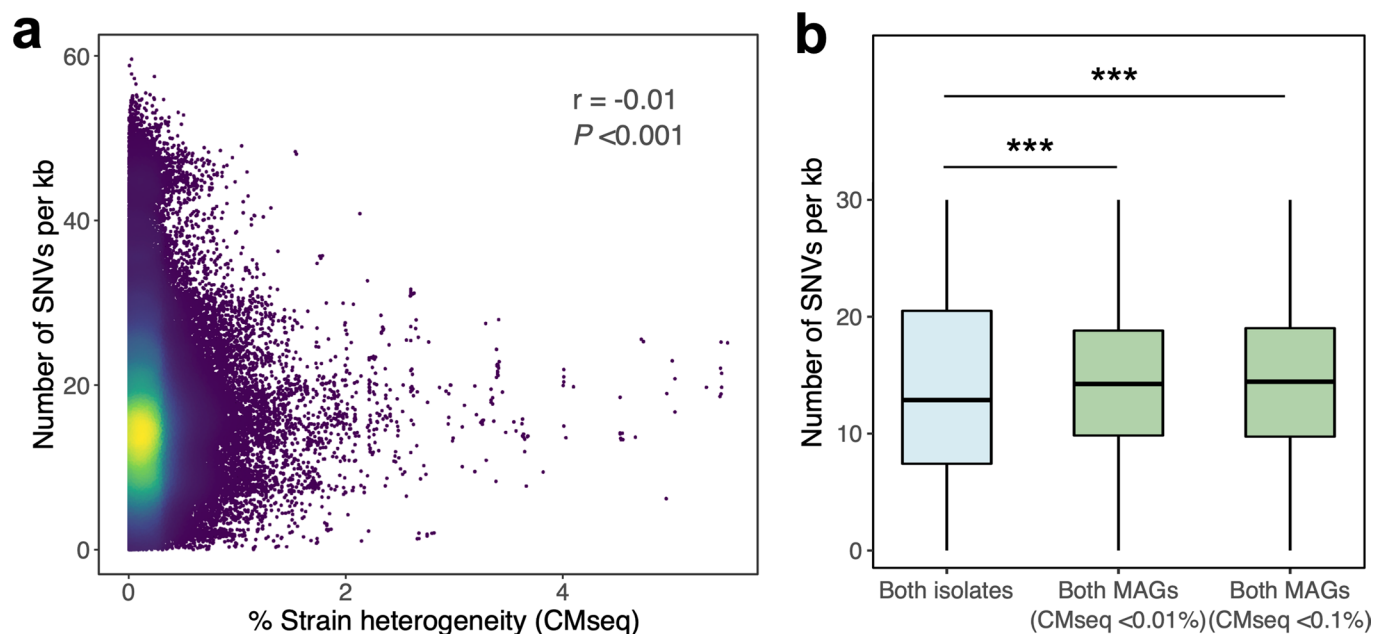 a
Number of SNVs per kb
60
40
20
0
r = -0.01
P <0.001
0 2 4
% Strain heterogeneity (CMseq)
b
Number of SNVs per kb
30
20
10
0
***
***
Both isolates Both MAGs Both MAGs
(CMseq <0.01%) (CMseq <0.1%)